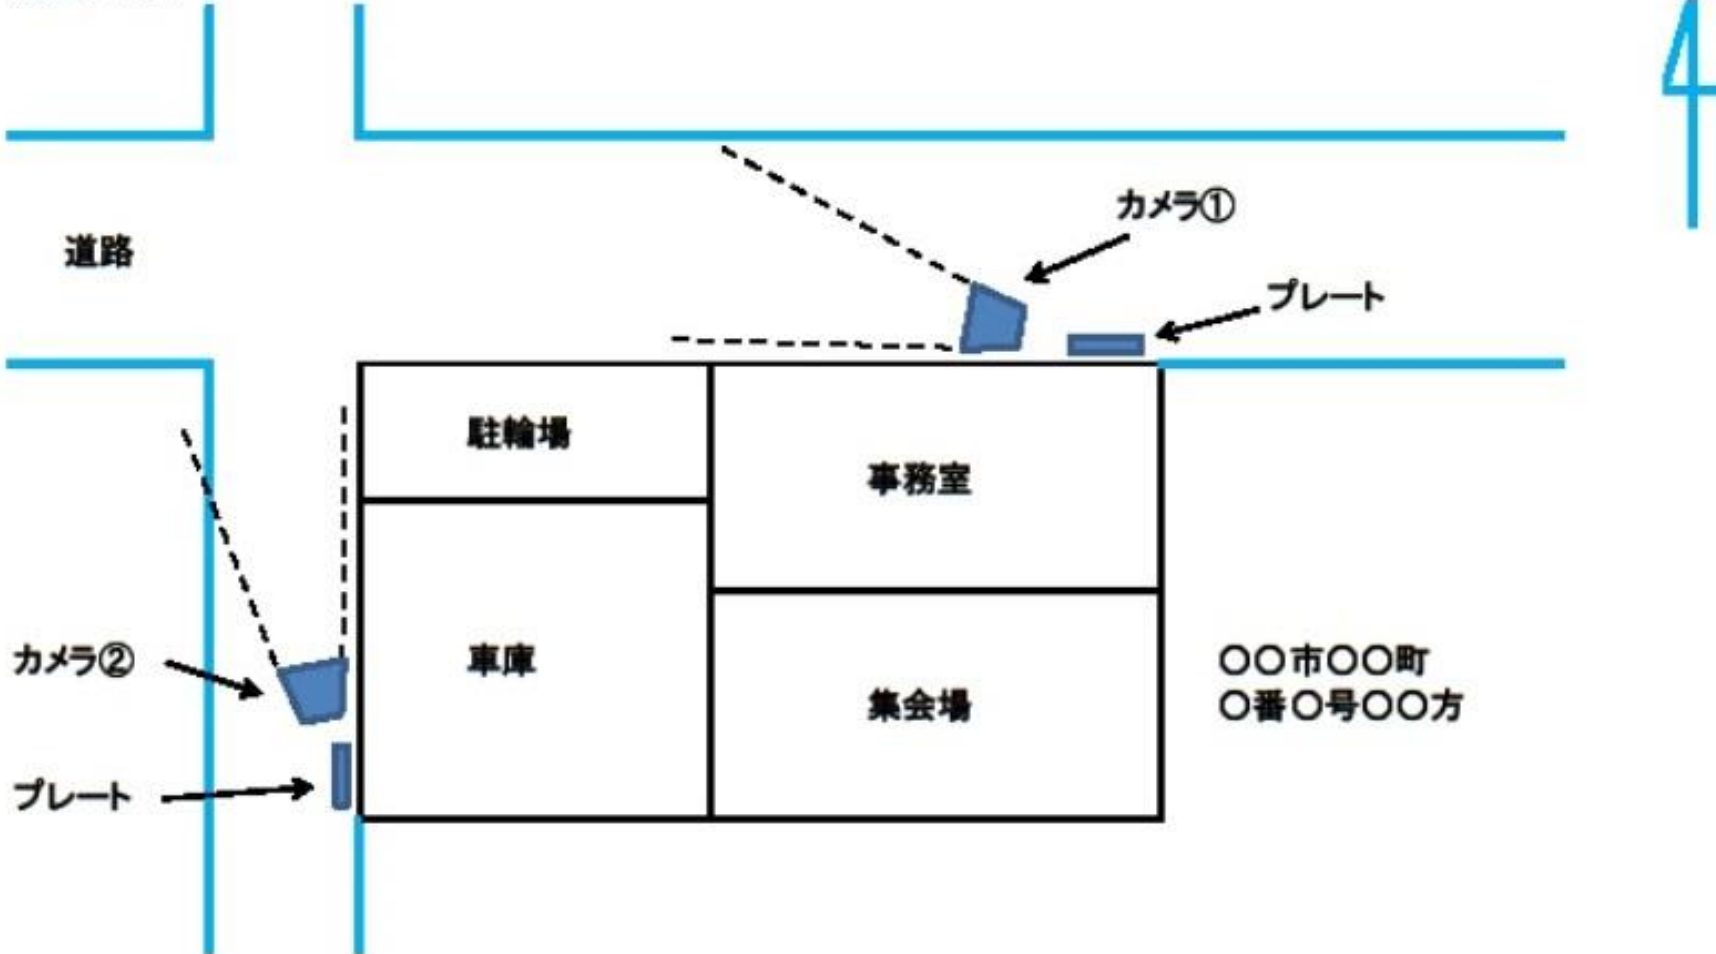 カメラ①
道路
プレート
駐輪場
事務室
カメラ②
車庫
〇〇市〇〇町
〇番〇号〇〇方
集会場
プレート